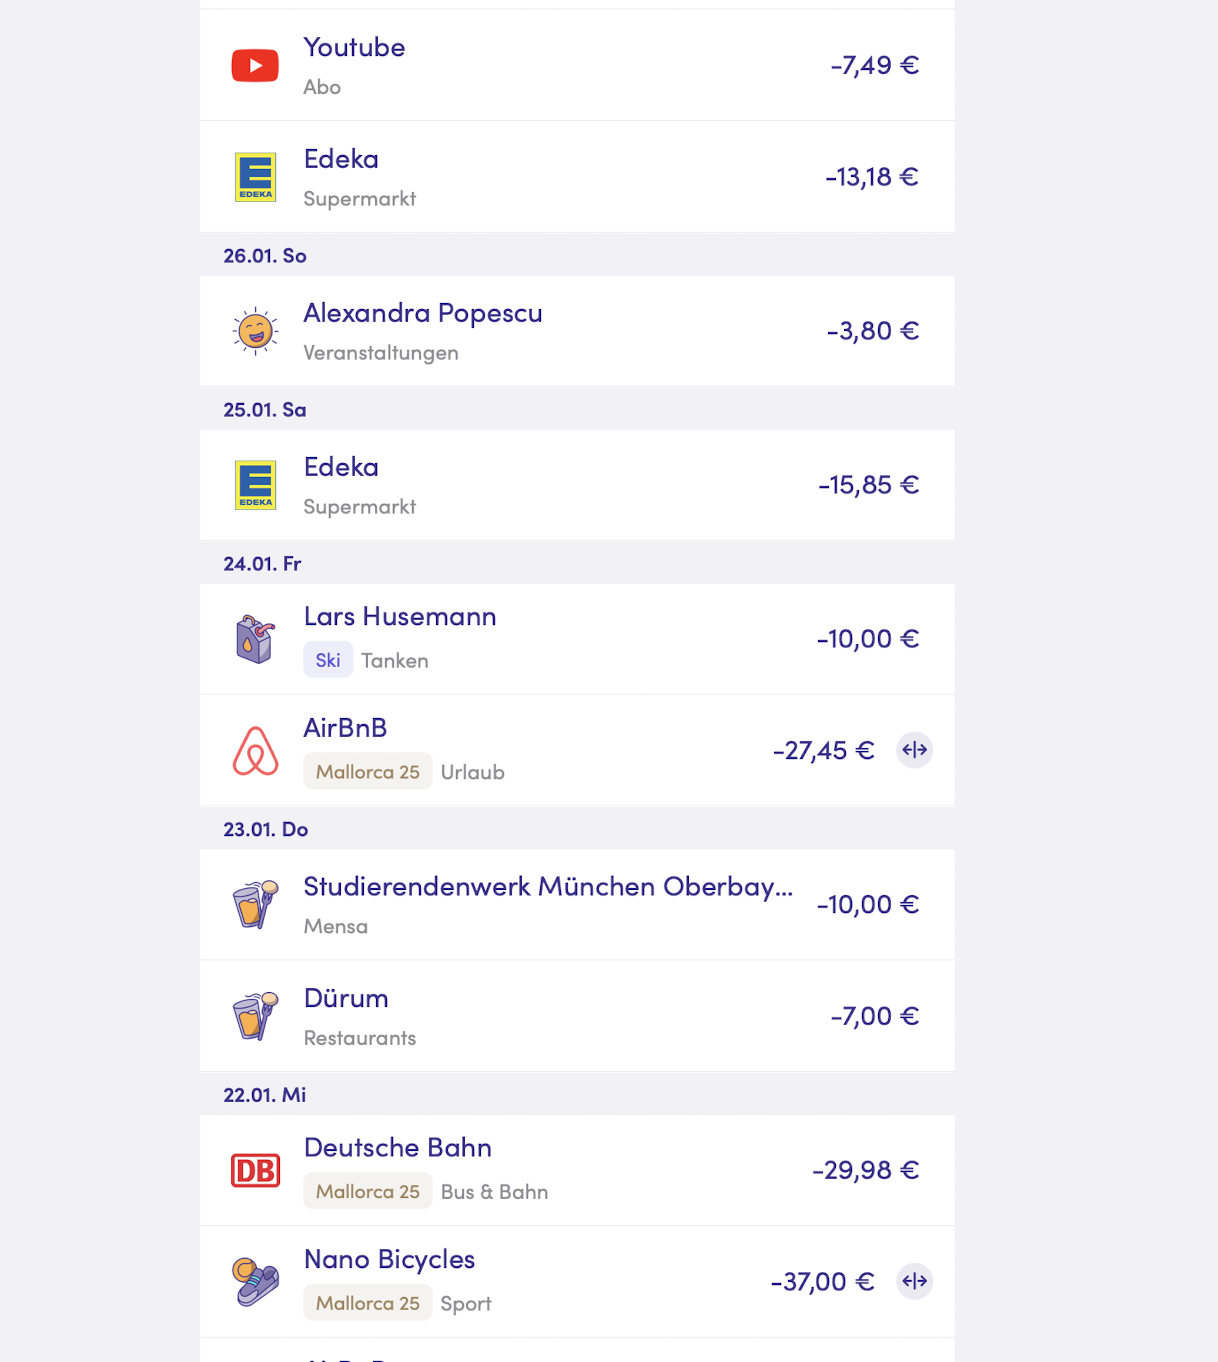 Youtube
-7,49 €
Abo
EDEKA
Edeka
-13,18 €
Supermarkt
26.01. So
Alexandra Popescu
-3,80 €
Veranstaltungen
25.01. Sa
EDEKA
Edeka
-15,85 €
Supermarkt
24.01. Fr
Lars Husemann
-10,00 €
Ski Tanken
AirBnB
-27,45 €
Mallorca 25 Urlaub
23.01. Do
Studierendenwerk München Oberbay...
-10,00 €
Mensa
Dürum
-7,00 €
Restaurants
22.01. Mi
DB
Deutsche Bahn
-29,98 €
Mallorca 25 Bus & Bahn
Nano Bicycles
-37,00 €
Mallorca 25 Sport